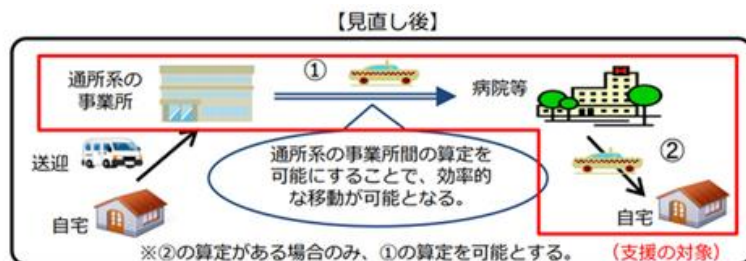 【見直し後】
通所系の
事業所
①
病院等
送迎
通所系の事業所間の算定を
可能にすることで、効率的
な移動が可能となる。
②
自宅
自宅
※②の算定がある場合のみ、①の算定を可能とする。
(支援の対象)